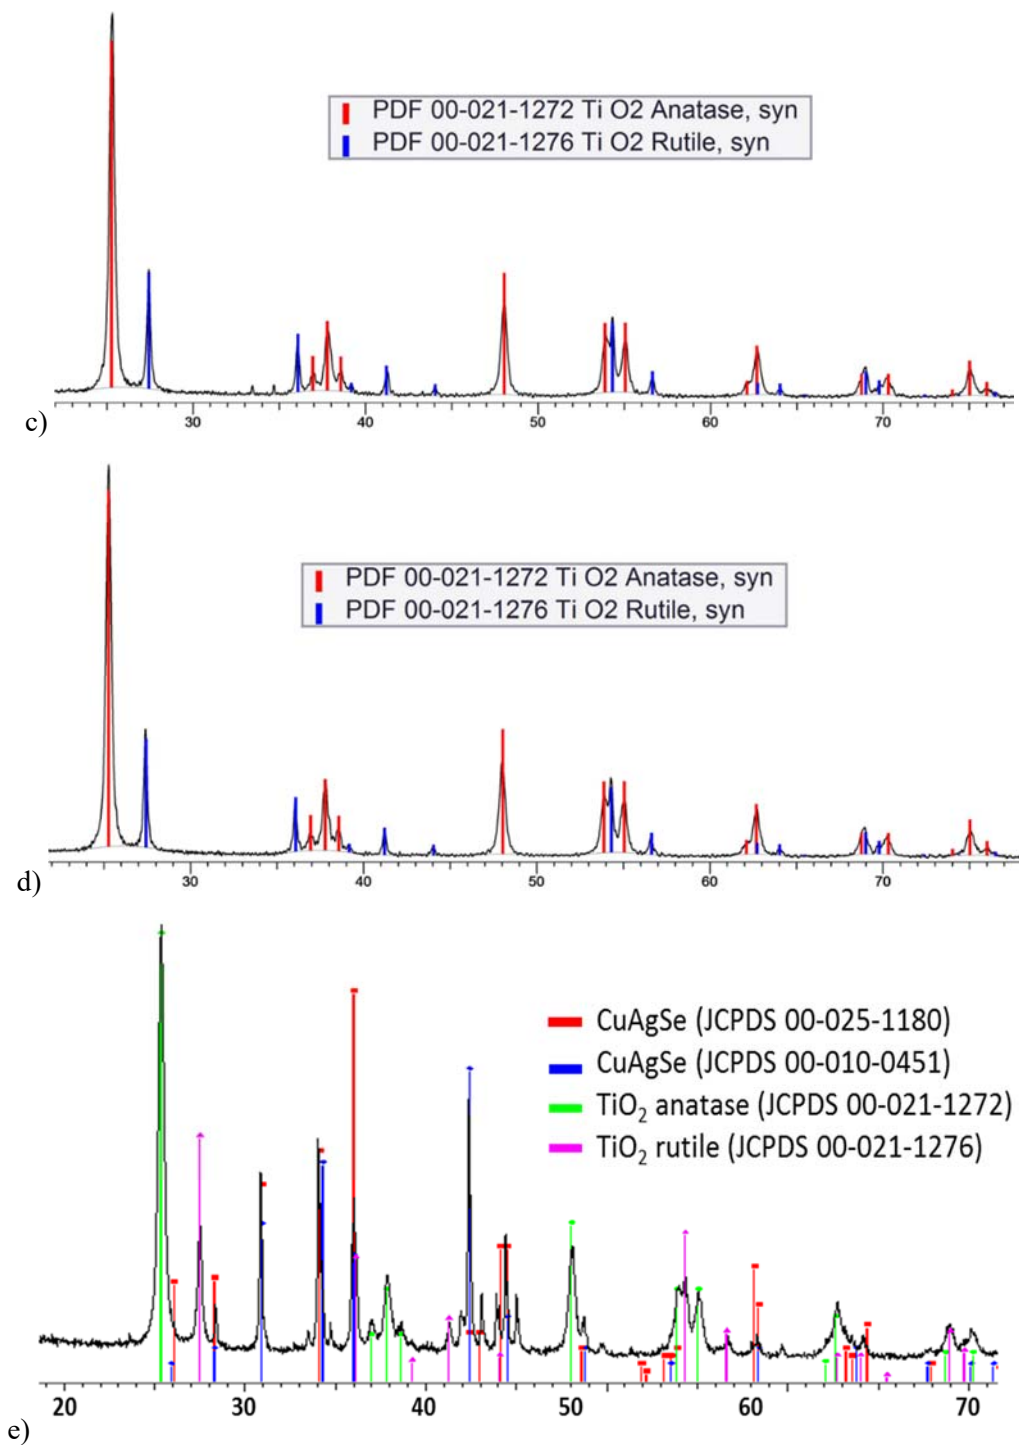 PDF 00-021-1272 Ti O2 Anatase, syn
PDF 00-021-1276 Ti O2 Rutile, syn
30 40 50 60 70
c)
PDF 00-021-1272 Ti O2 Anatase, syn
PDF 00-021-1276 Ti O2 Rutile, syn
30 40 50 60 70
d)
CuAgSe (JCPDS 00-025-1180)
CuAgSe (JCPDS 00-010-0451)
TiO₂ anatase (JCPDS 00-021-1272)
TiO₂ rutile (JCPDS 00-021-1276)
20 30 40 50 60 70
e)